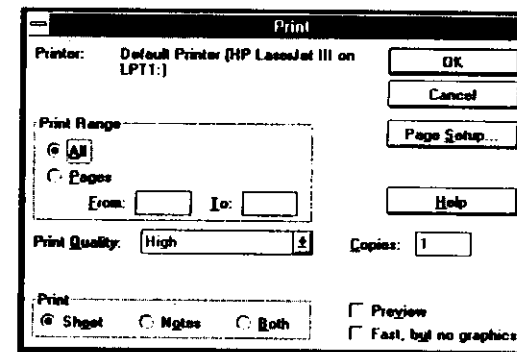 Print
Printer: Default Printer (HP LaserJet III on
LPT1:)
OK
Cancel
Print Range
All
Pages
From: To:
Page Setup...
Help
Print Quality: High
Copies: 1
Print
Sheet Notes Both
Preview
Fast, but no graphics